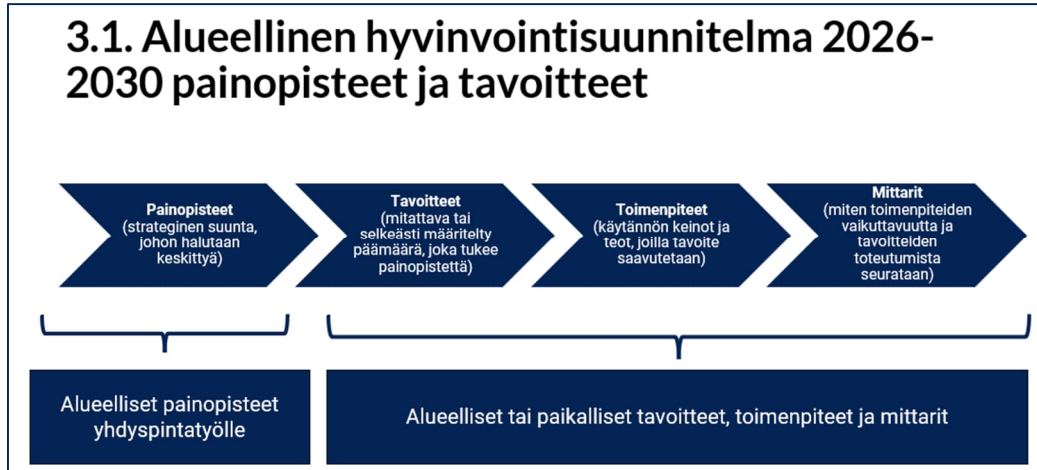 3.1. Alueellinen hyvinvointisuunnitelma 2026-
2030 painopisteet ja tavoitteet
Painopisteet
(strateginen suunta,
johon halutaan
keskittyä)
Tavoitteet
(mitattava tai
selkeästi määritelty
päämäärä, joka tukee
painopistettä)
Toimenpiteet
(käytännön keinot ja
teot, joilla tavoite
saavutetaan)
Mittarit
(miten toimenpiteiden
vaikuttavuutta ja
tavoitteiden
toteutumista
seurataan)
Alueelliset painopisteet
yhdyspintatyölle
Alueelliset tai paikalliset tavoitteet, toimenpiteet ja mittarit